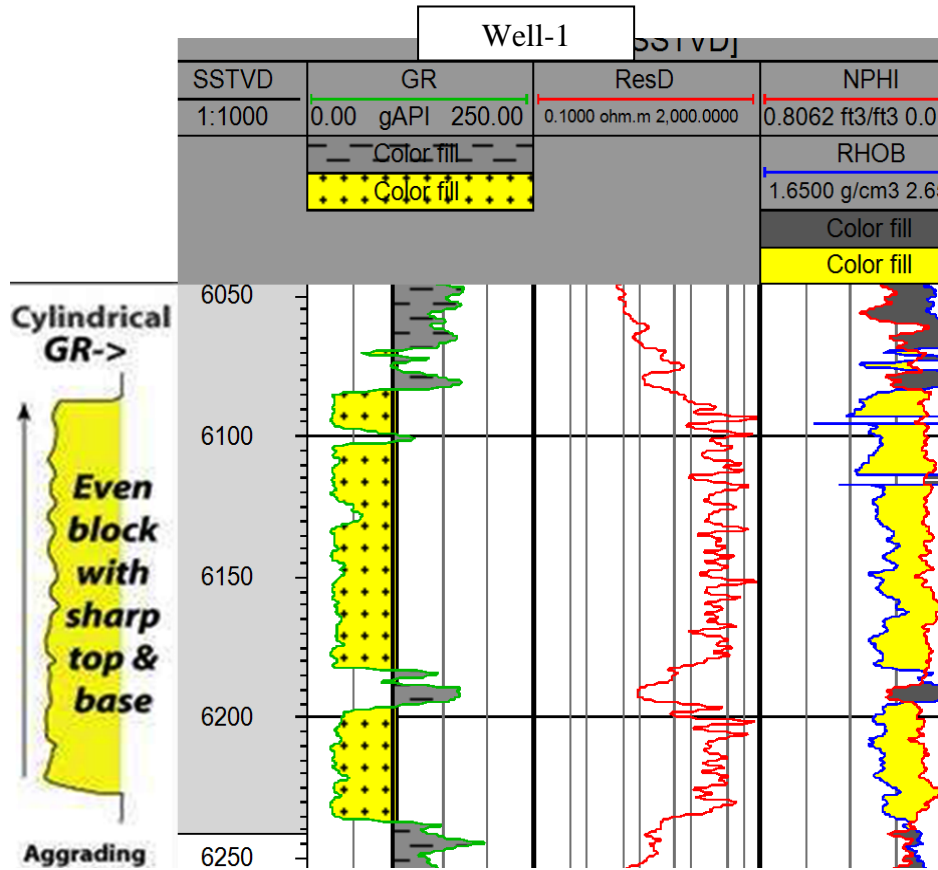 Well-1
SSTVD]
SSTVD GR ResD NPHI
1:1000 0.00 gAPI 250.00 0.1000 ohm.m 2,000.0000 0.8062 ft3/ft3 0.0
Color fill RHOB
Color fill 1.6500 g/cm3 2.6
Color fill
Color fill
Cylindrical
GR->
Even
block
with
sharp
top &
base
Aggrading
6050
6100
6150
6200
6250